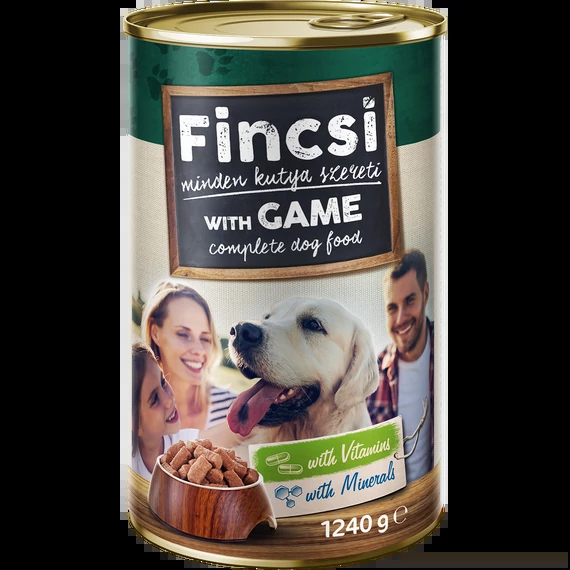 Fincsi
minden kutya szereti
WITH GAME
complete dog food
with Vitamins
with Minerals
1240 g ℮